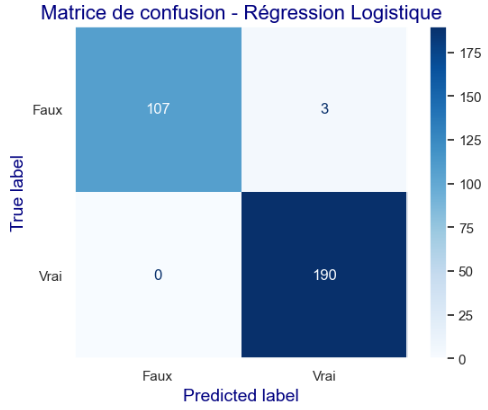 Matrice de confusion - Régression Logistique
True label
Faux
107
3
Vrai
0
190
Faux
Vrai
Predicted label
175
150
125
100
75
50
25
0